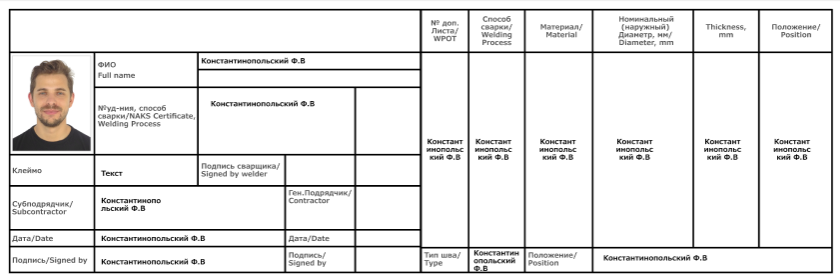 № доп.
Листа/
WPOT
Способ
сварки/
Welding
Process
Материал/
Material
Номинальный
(наружный)
Диаметр, мм/
Diameter, mm
Thickness,
mm
Положение/
Position
ФИО
Full name
Константинопольский Ф.В
№уд-ния, способ
сварки/NAKS Certificate,
Welding Process
Константинопольский Ф.В
Констант
инопольс
кий Ф.В
Констант
инопольс
кий Ф.В
Констант
инопольс
кий Ф.В
Констант
инопольс
кий Ф.В
Констант
инопольс
кий Ф.В
Констант
инопольс
кий Ф.В
Клеймо
Текст
Подпись сварщика/
Signed by welder
Субподрядчик/
Subcontractor
Константинопо
льский Ф.В
Ген.Подрядчик/
Contractor
Дата/Date
Константинопольский Ф.В
Дата/Date
Подпись/Signed by
Константинопольский Ф.В
Подпись/
Signed by
Тип шва/
Type
Константин
опольский
Ф.В
Положение/
Position
Константинопольский Ф.В